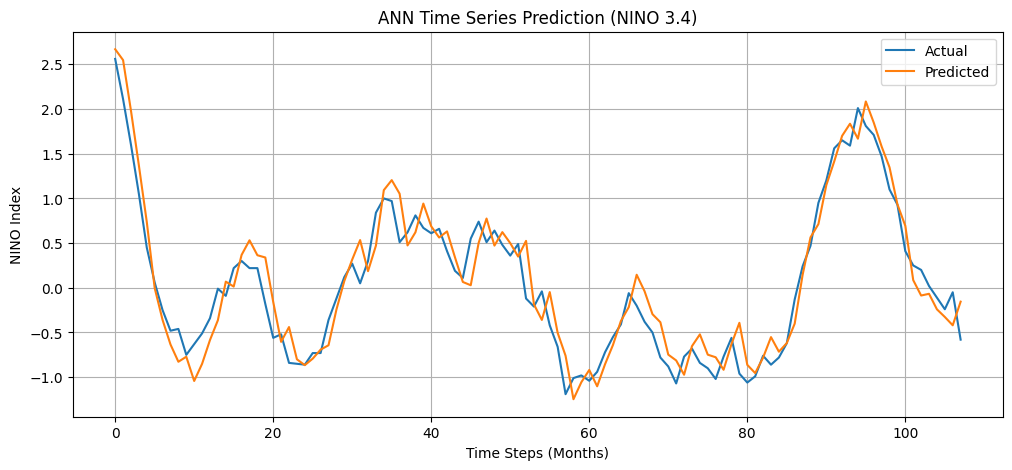 ANN Time Series Prediction (NINO 3.4)
Actual
Predicted
NINO Index
2.5
2.0
1.5
1.0
0.5
0.0
−0.5
−1.0
0
20
40
60
80
100
Time Steps (Months)